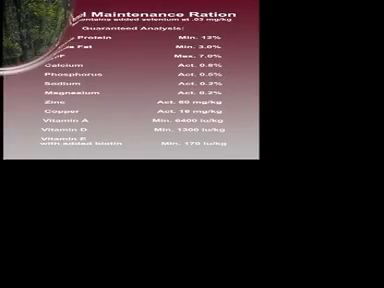 Maintenance Ration
contains added selenium at .03 mg/kg
Guaranteed Analysis:
Protein Min. 12%
Fat Min. 3.0%
Max. 7.0%
Calcium Act. 0.8%
Phosphorus Act. 0.5%
Sodium Act. 0.2%
Magnesium Act. 0.2%
Zinc Act. 60 mg/kg
Copper Act. 16 mg/kg
Vitamin A Min. 6400 iu/kg
Vitamin D Min. 1300 iu/kg
Vitamin E
with added biotin Min. 170 iu/kg